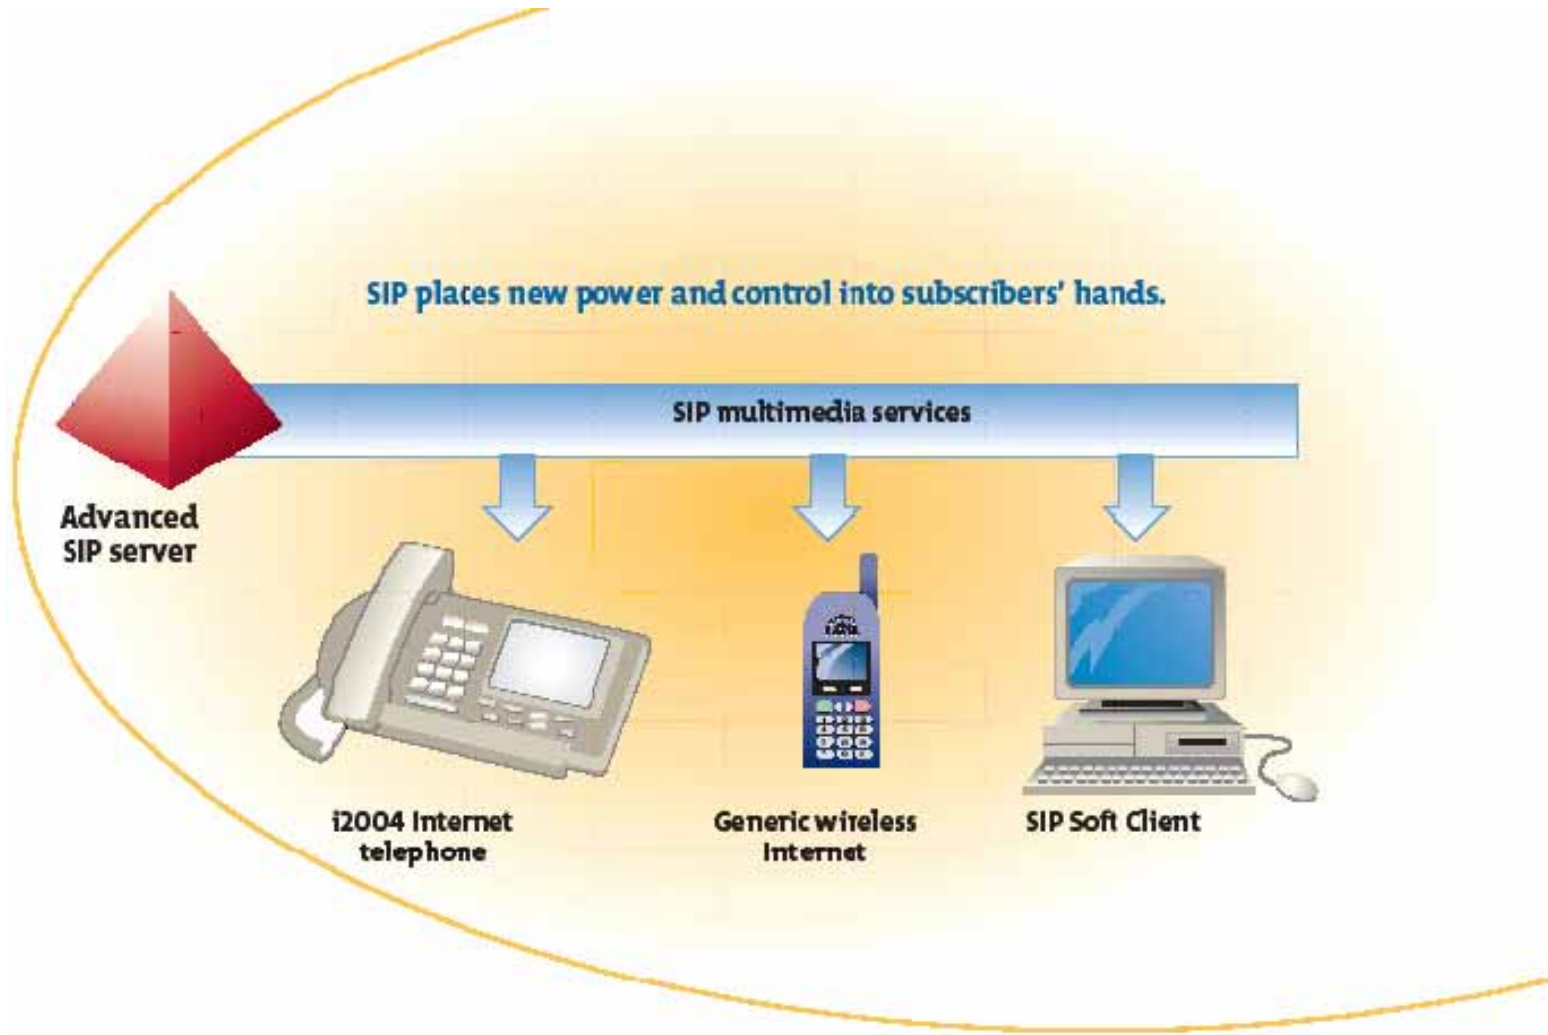 SIP places new power and control into subscribers' hands.
SIP multimedia services
Advanced
SIP server
i2004 Internet
telephone
Generic wireless
Internet
SIP Soft Client